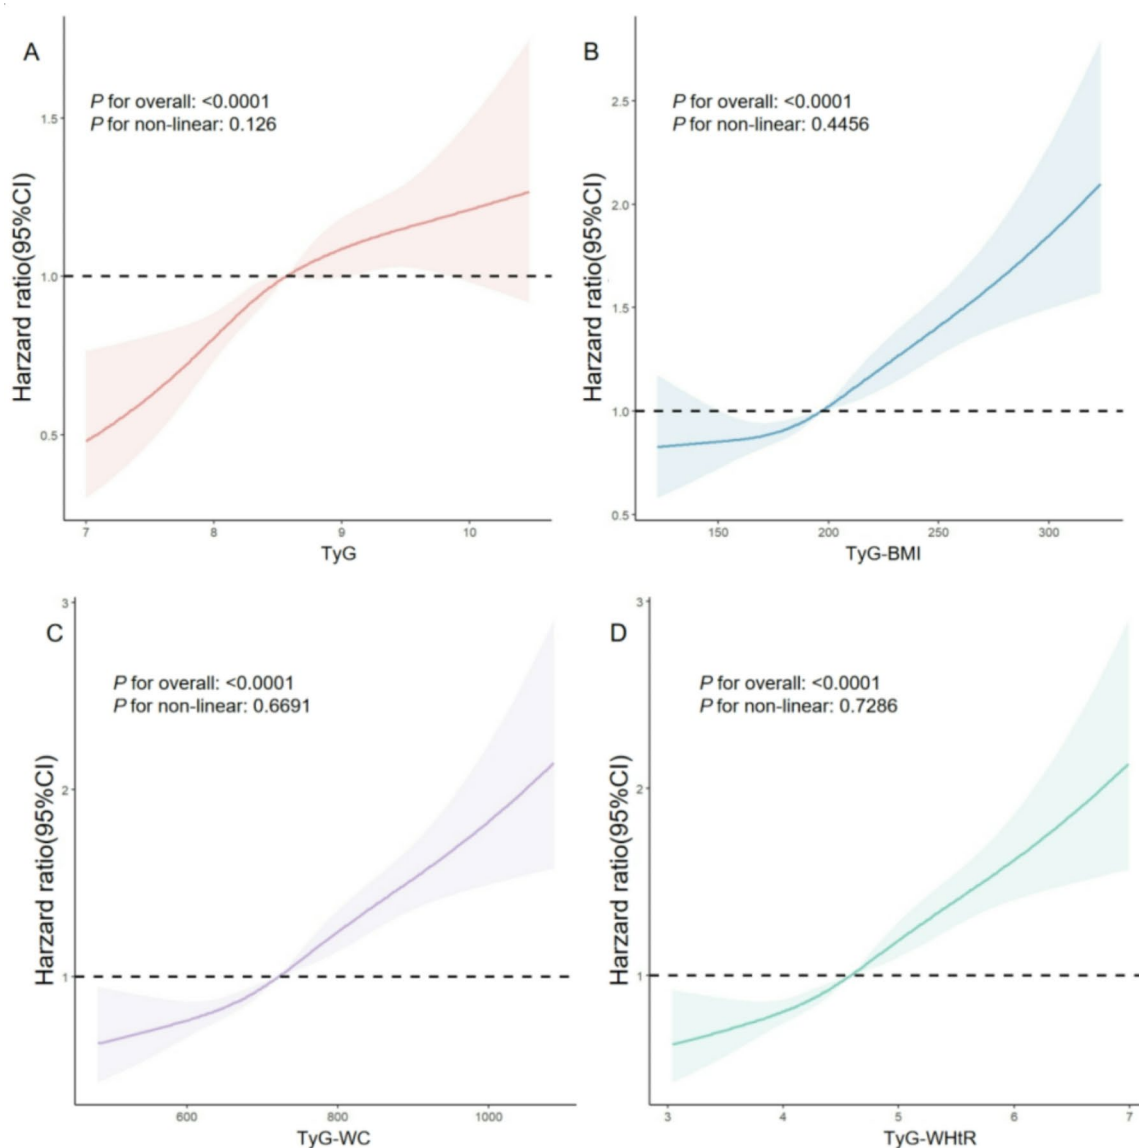 A
P for overall: <0.0001
P for non-linear: 0.126
Harzard ratio(95%CI)
1.5
1.0
0.5
7
8
9
10
TyG
B
P for overall: <0.0001
P for non-linear: 0.4456
Harzard ratio(95%CI)
2.5
2.0
1.5
1.0
0.5
150
200
250
300
TyG-BMI
C
P for overall: <0.0001
P for non-linear: 0.6691
Harzard ratio(95%CI)
3
2
1
600
800
1000
TyG-WC
D
P for overall: <0.0001
P for non-linear: 0.7286
Harzard ratio(95%CI)
3
2
1
3
4
5
6
7
TyG-WHtR